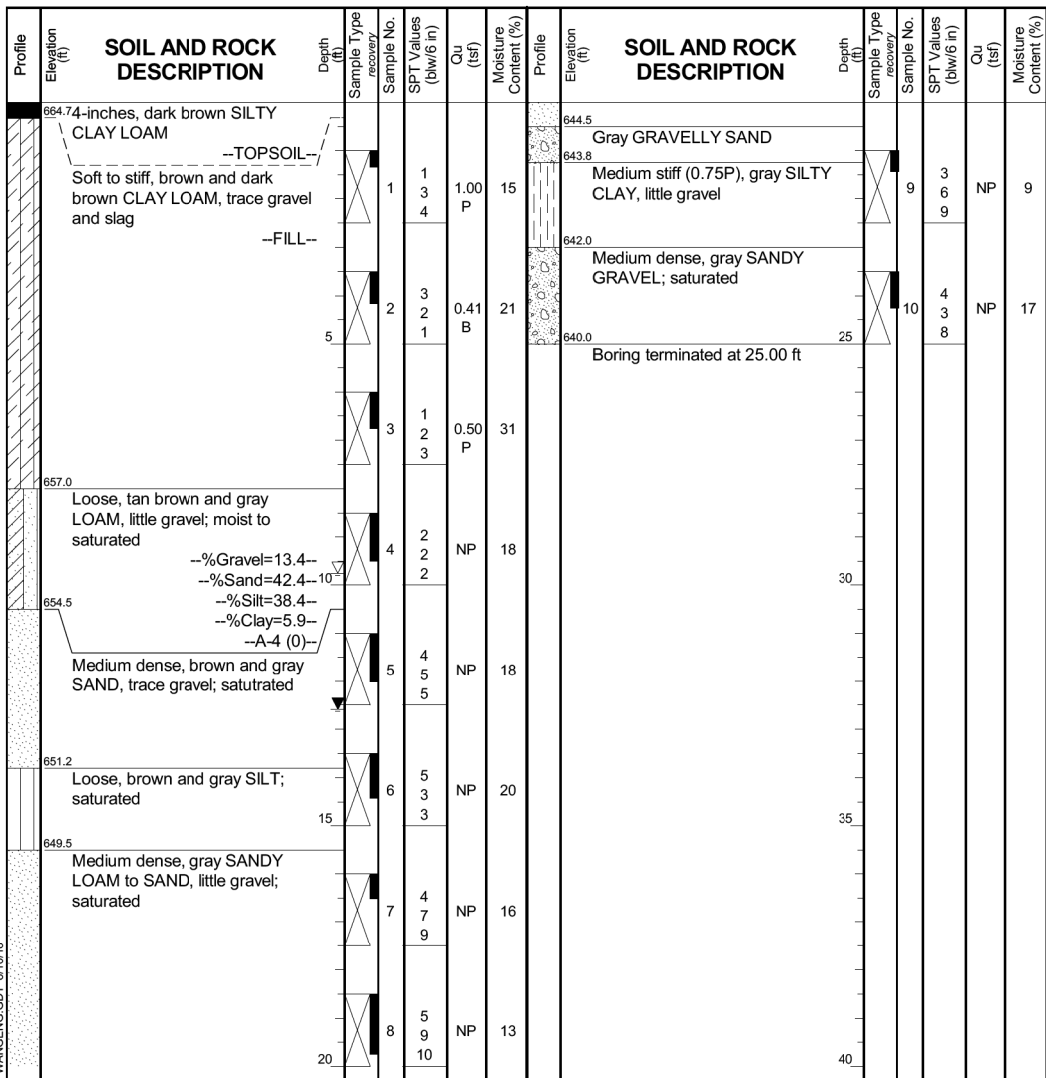 Profile
Elevation (ft)
SOIL AND ROCK
DESCRIPTION
Depth (ft)
Sample Type
recovery
Sample No.
SPT Values (blw/6 in)
Qu (tsf)
Moisture Content (%)
664.7 4-inches, dark brown SILTY
CLAY LOAM
--TOPSOIL--
Soft to stiff, brown and dark
brown CLAY LOAM, trace gravel
and slag
--FILL--
1
1
3
4
1.00
P
15
2
3
2
1
0.41
B
21
5
3
1
2
3
0.50
P
31
657.0
Loose, tan brown and gray
LOAM, little gravel; moist to
saturated
--%Gravel=13.4--
--%Sand=42.4--
--%Silt=38.4--
--%Clay=5.9--
--A-4 (0)--
4
2
2
2
NP
18
10
654.5
Medium dense, brown and gray
SAND, trace gravel; satutrated
5
4
5
5
NP
18
651.2
Loose, brown and gray SILT;
saturated
6
5
3
3
NP
20
15
649.5
Medium dense, gray SANDY
LOAM to SAND, little gravel;
saturated
7
4
7
9
NP
16
8
5
9
10
NP
13
20
Profile
Elevation (ft)
SOIL AND ROCK
DESCRIPTION
Depth (ft)
Sample Type
recovery
Sample No.
SPT Values (blw/6 in)
Qu (tsf)
Moisture Content (%)
644.5
Gray GRAVELLY SAND
643.8
Medium stiff (0.75P), gray SILTY
CLAY, little gravel
9
3
6
9
NP
9
642.0
Medium dense, gray SANDY
GRAVEL; saturated
10
4
3
8
NP
17
640.0
25
Boring terminated at 25.00 ft
30
35
40